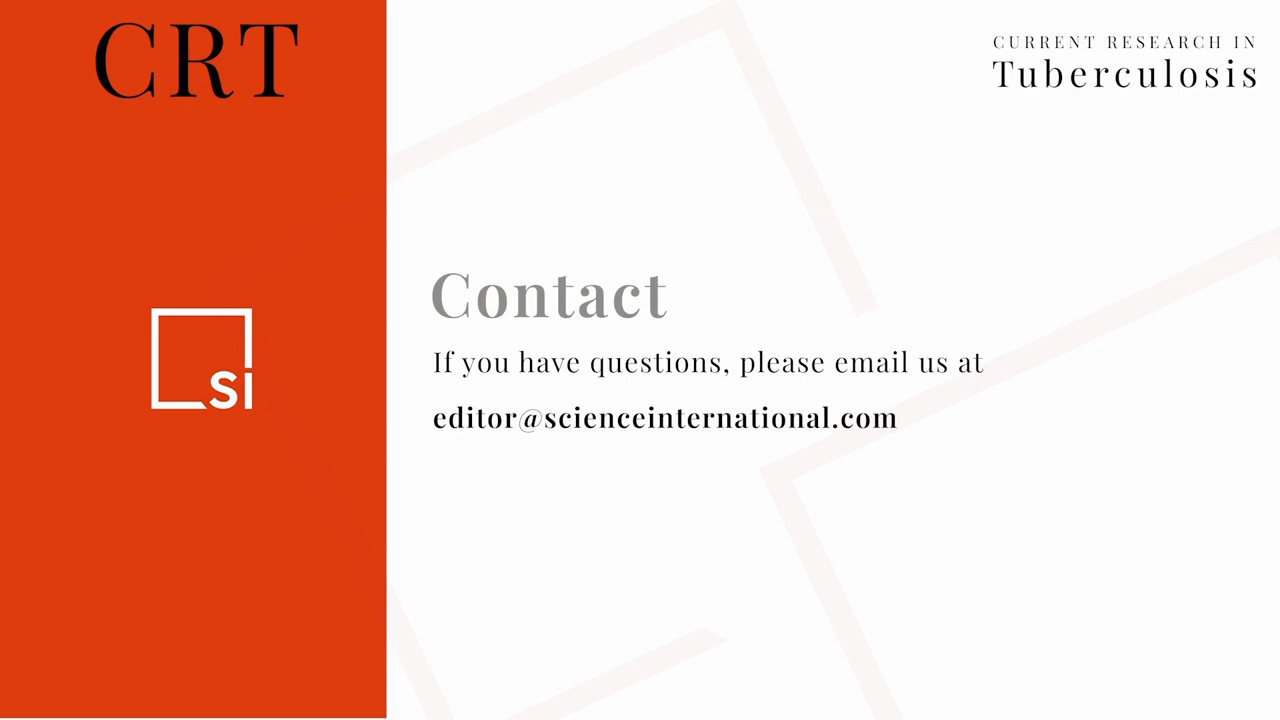 CRT
CURRENT RESEARCH IN
Tuberculosis
si
Contact
If you have questions, please email us at
editor@scienceinternational.com